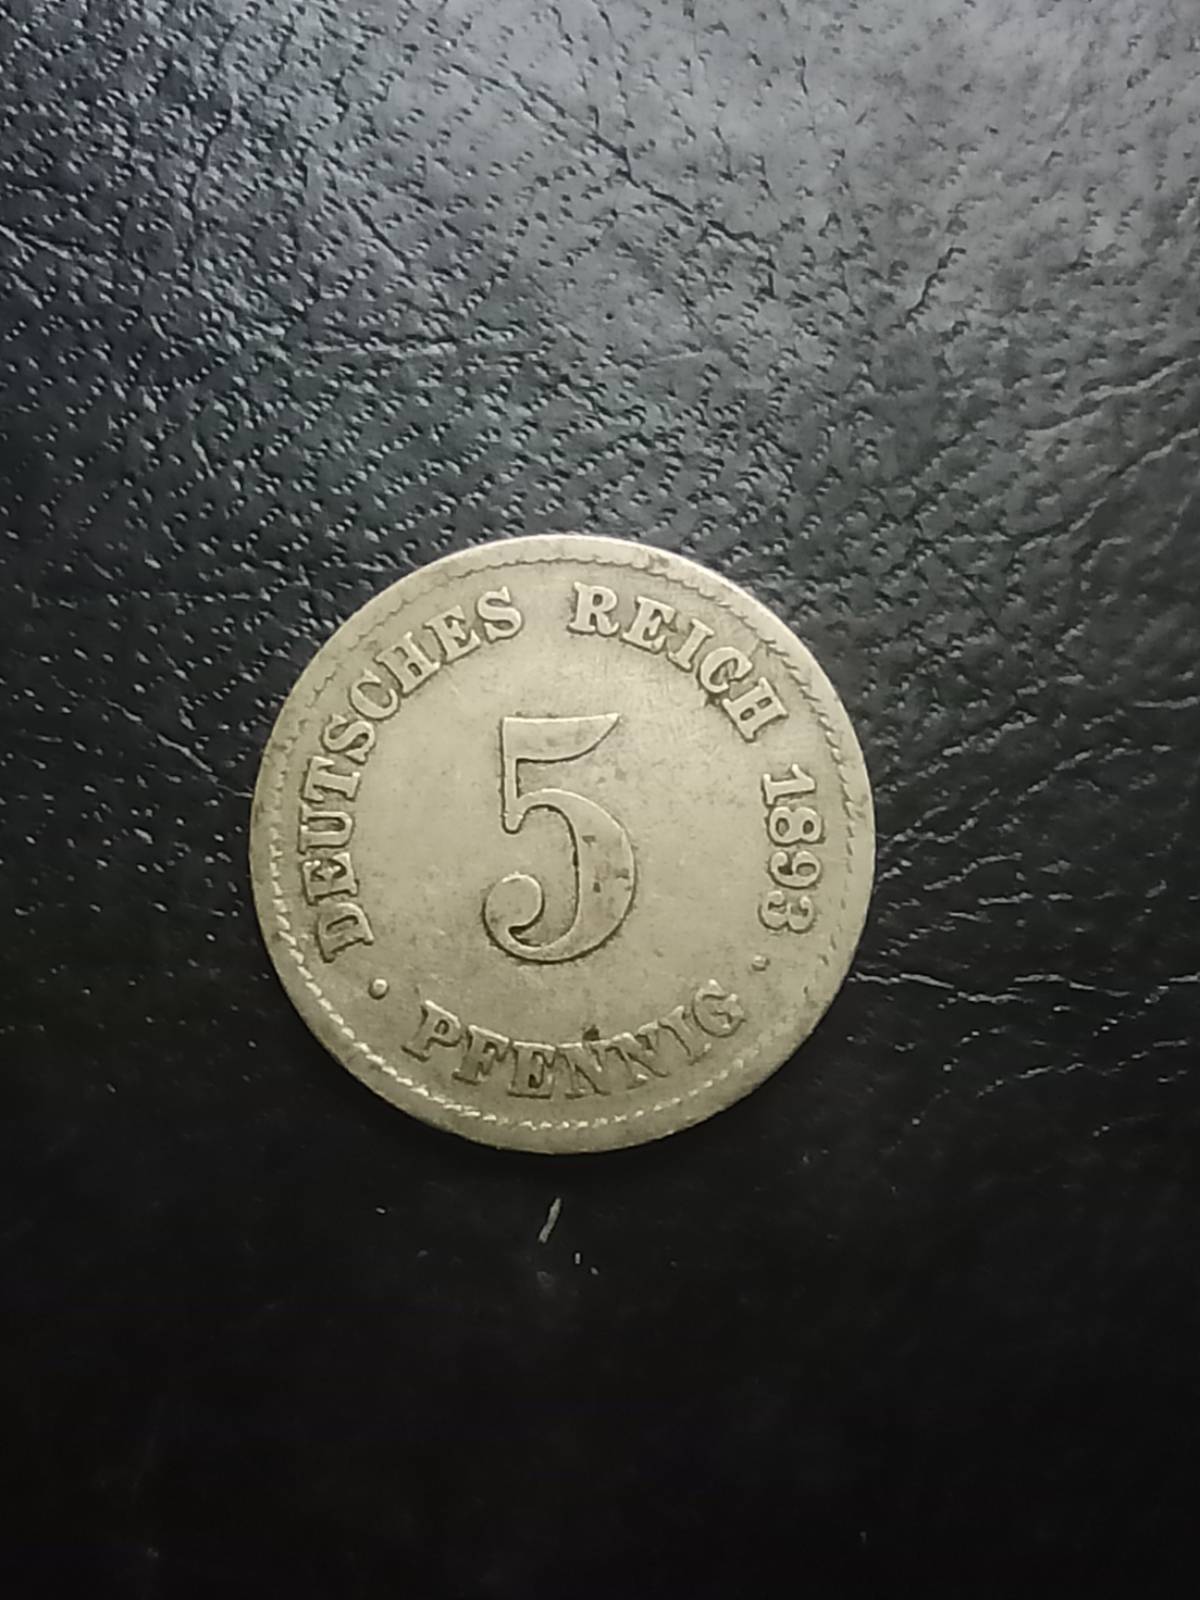 DEUTSCHES REICH 1893
5
· PFENNIG ·